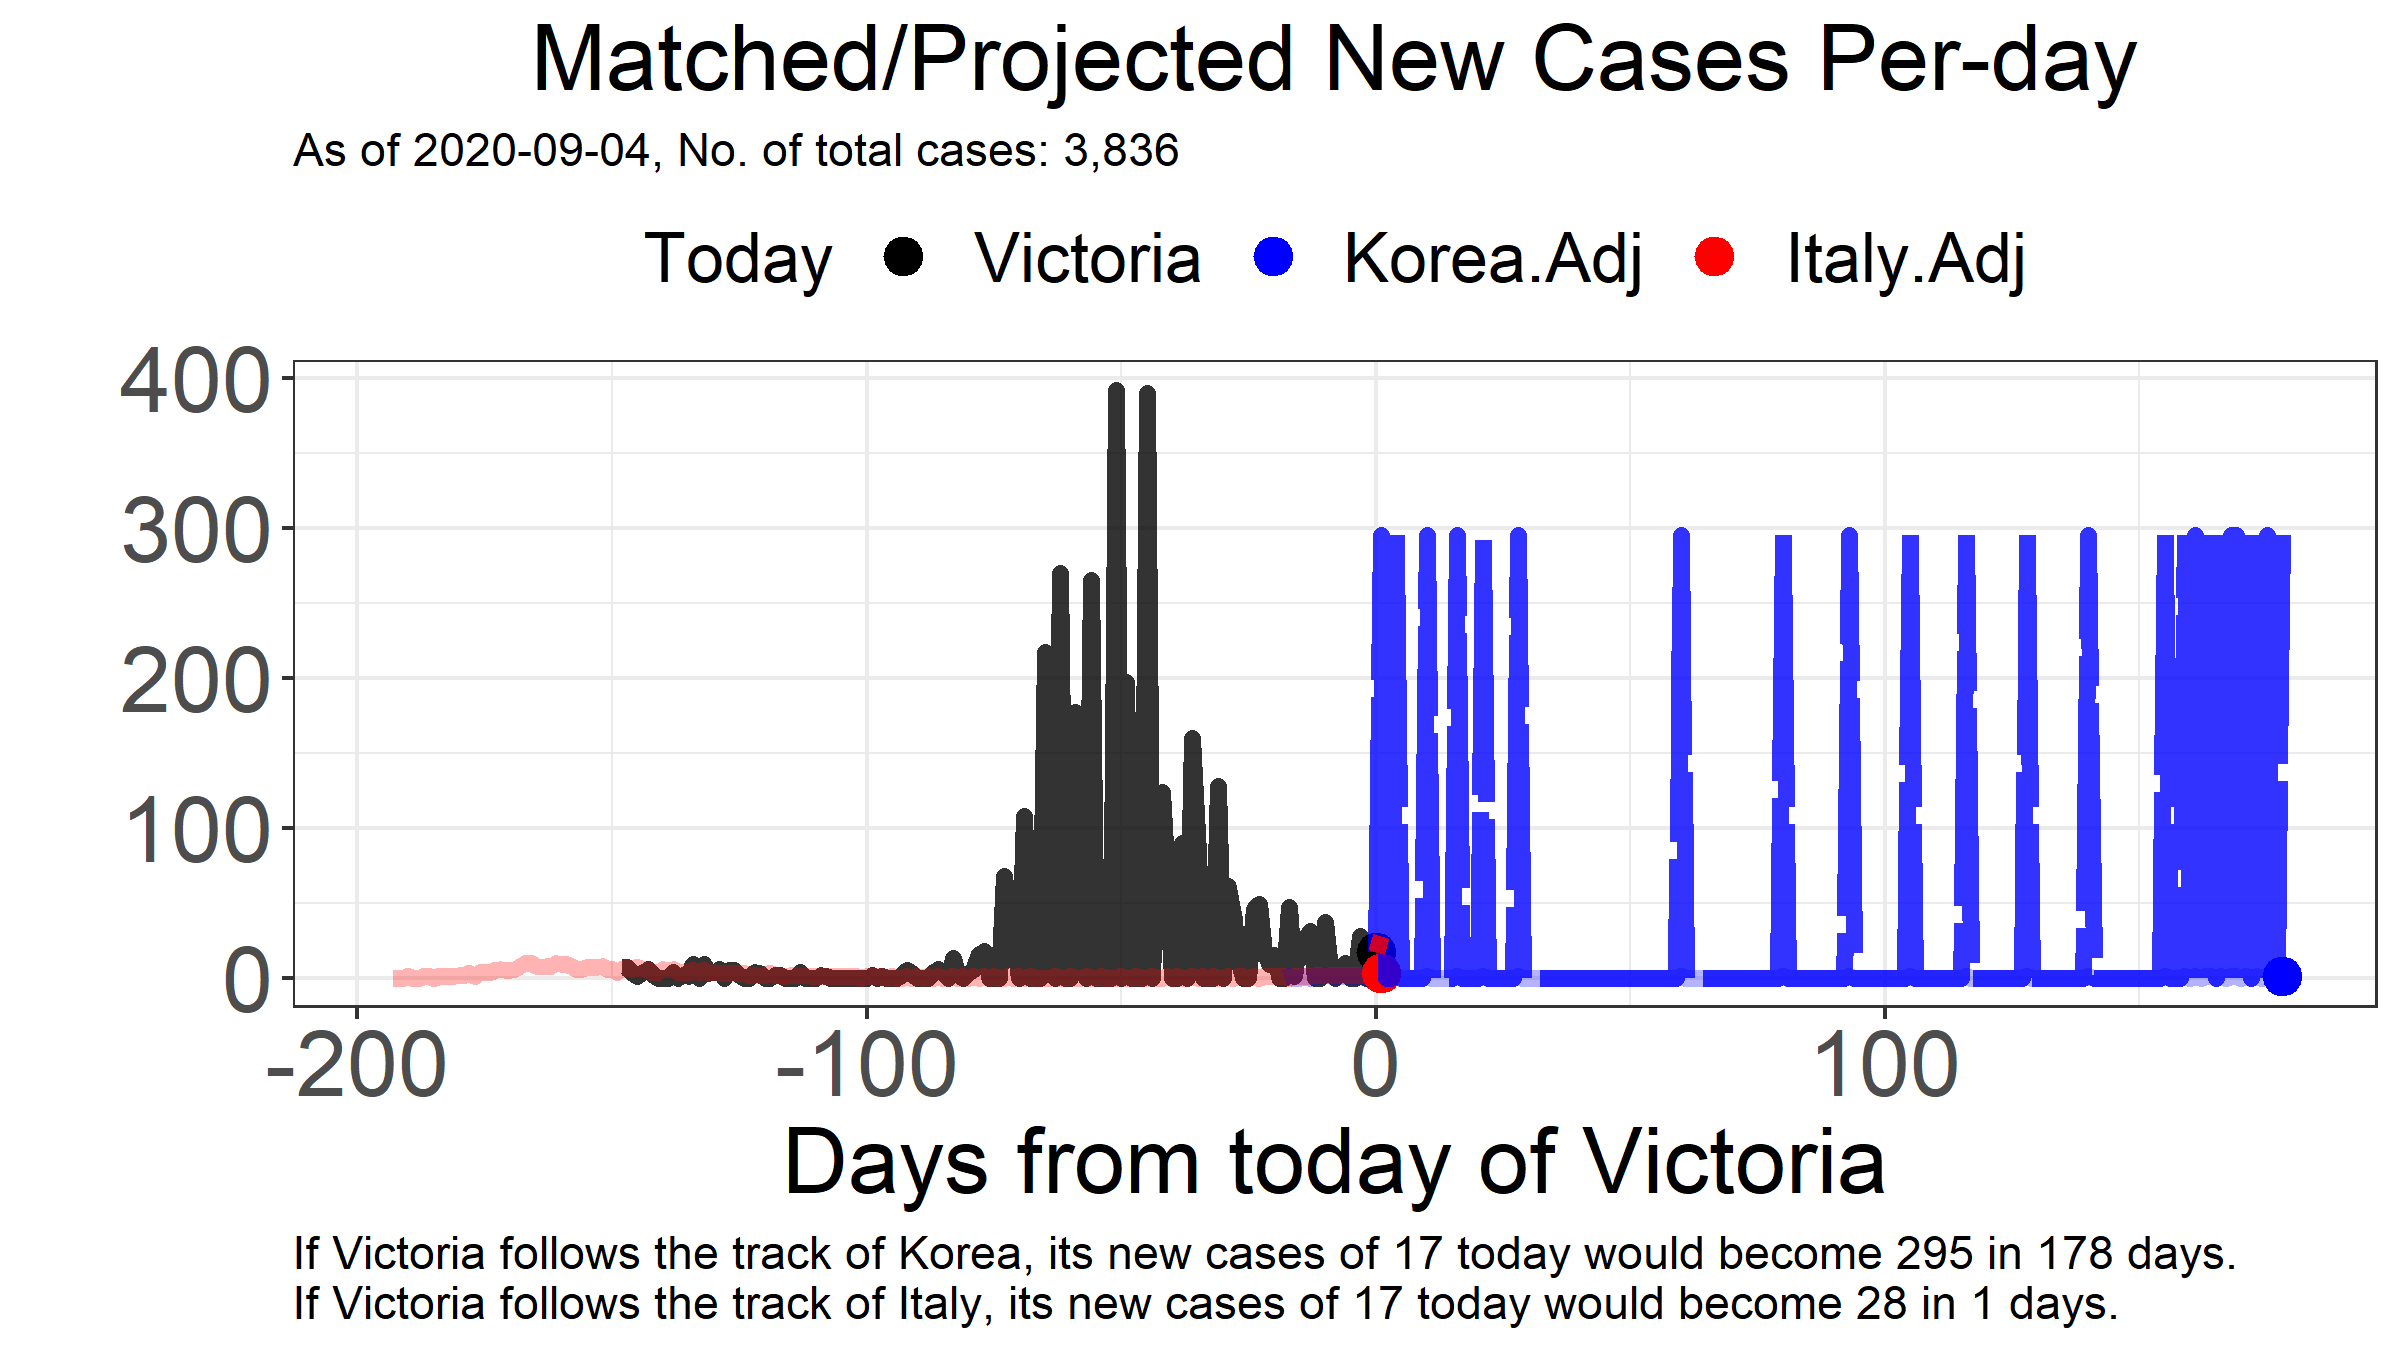 Matched/Projected New Cases Per-day
As of 2020-09-04, No. of total cases: 3,836
Today Victoria Korea.Adj Italy.Adj
400
300
200
100
0
-200 -100 0 100
Days from today of Victoria
If Victoria follows the track of Korea, its new cases of 17 today would become 295 in 178 days.
If Victoria follows the track of Italy, its new cases of 17 today would become 28 in 1 days.